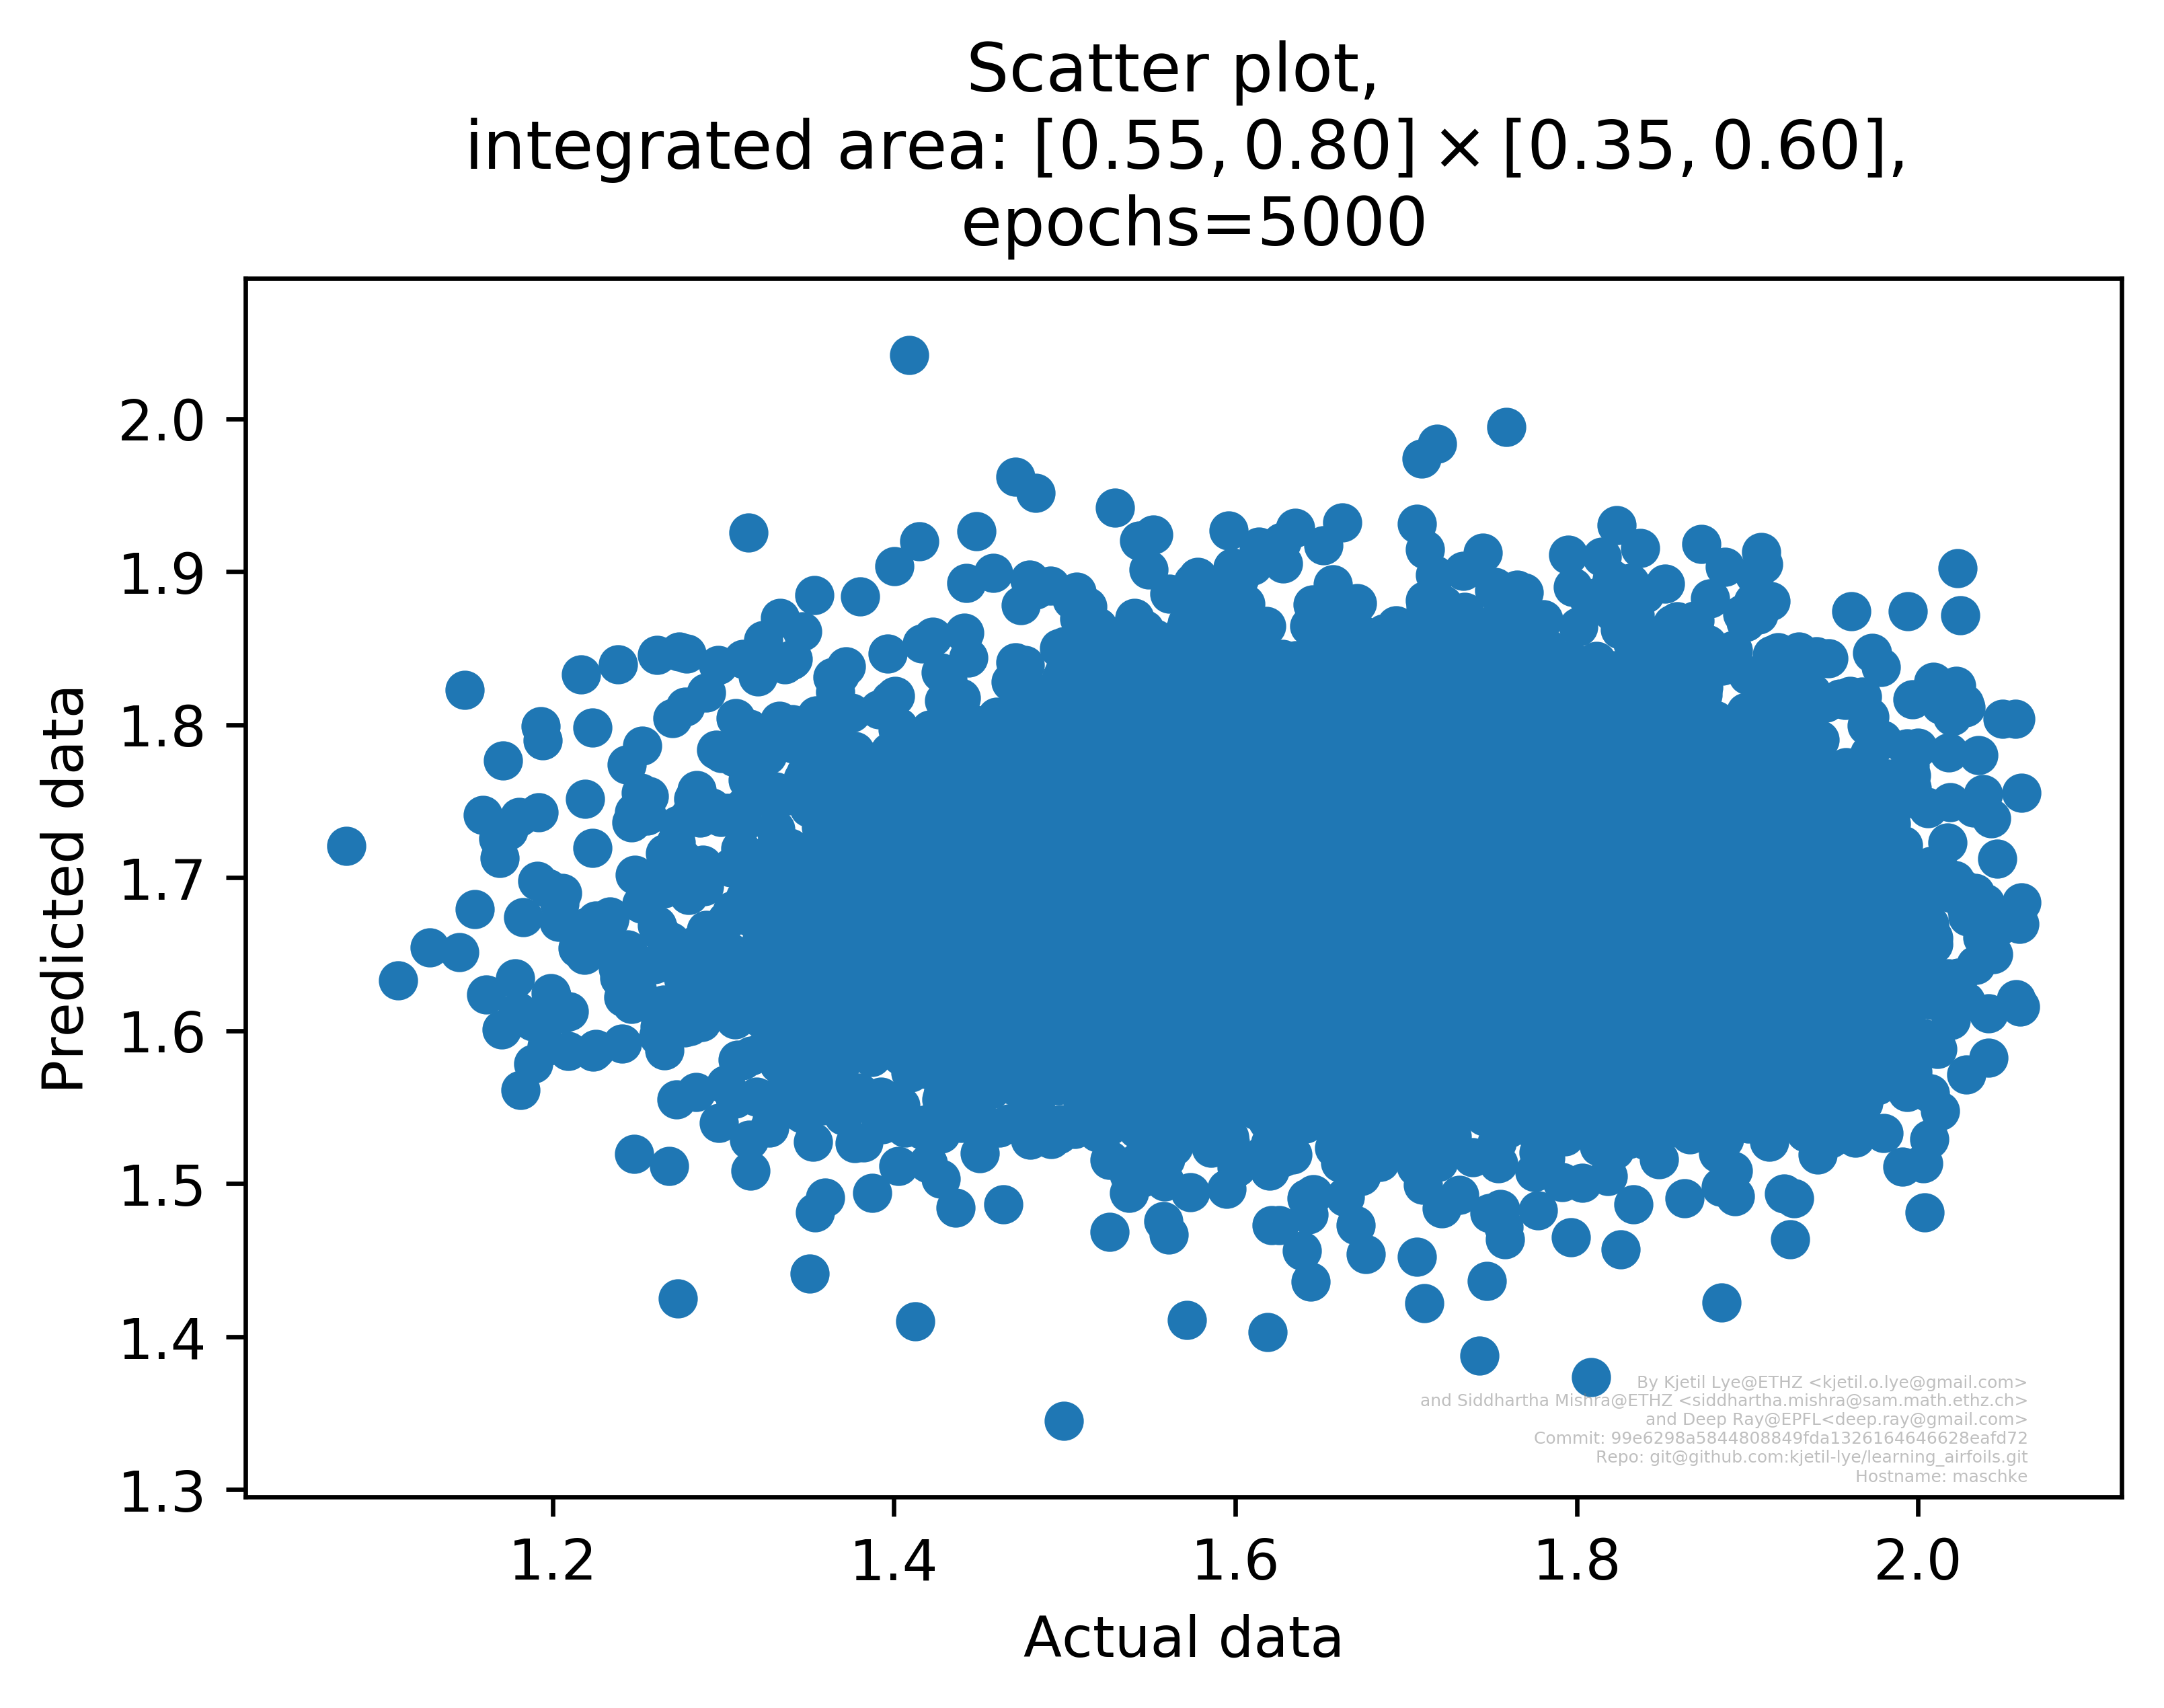 Scatter plot,
integrated area: [0.55, 0.80] × [0.35, 0.60],
epochs=5000
Predicted data
2.0
1.9
1.8
1.7
1.6
1.5
1.4
1.3
1.2
1.4
1.6
1.8
2.0
Actual data
By Kjetil Lye@ETHZ <kjetil.o.lye@gmail.com>
and Siddhartha Mishra@ETHZ <siddhartha.mishra@sam.math.ethz.ch>
and Deep Ray@EPFL<deep.ray@gmail.com>
Commit: 99e6298a5844808849fda1326164646628eafd72
Repo: git@github.com:kjetil-lye/learning_airfoils.git
Hostname: maschke